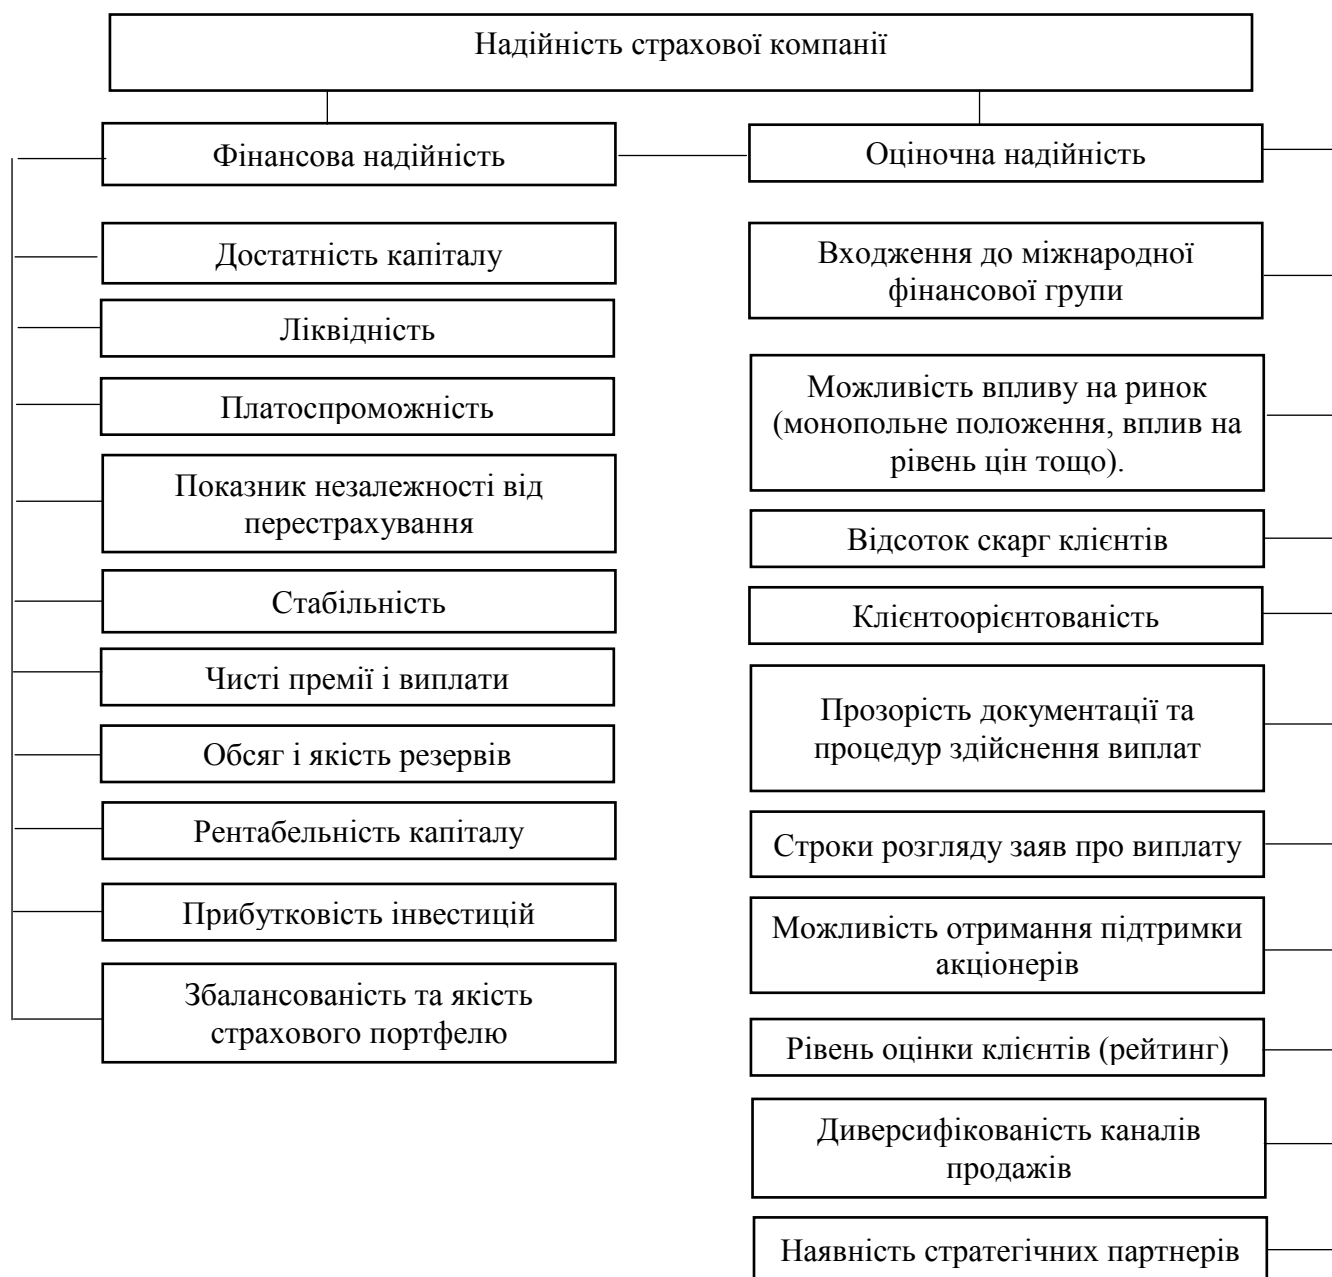 Надійність страхової компанії
Фінансова надійність
Достатність капіталу
Ліквідність
Платоспроможність
Показник незалежності від
перестрахування
Стабільність
Чисті премії і виплати
Обсяг і якість резервів
Рентабельність капіталу
Прибутковість інвестицій
Збалансованість та якість
страхового портфелю
Оціночна надійність
Входження до міжнародної
фінансової групи
Можливість впливу на ринок
(монопольне положення, вплив на
рівень цін тощо).
Відсоток скарг клієнтів
Клієнтоорієнтованість
Прозорість документації та
процедур здійснення виплат
Строки розгляду заяв про виплату
Можливість отримання підтримки
акціонерів
Рівень оцінки клієнтів (рейтинг)
Диверсифікованість каналів
продажів
Наявність стратегічних партнерів